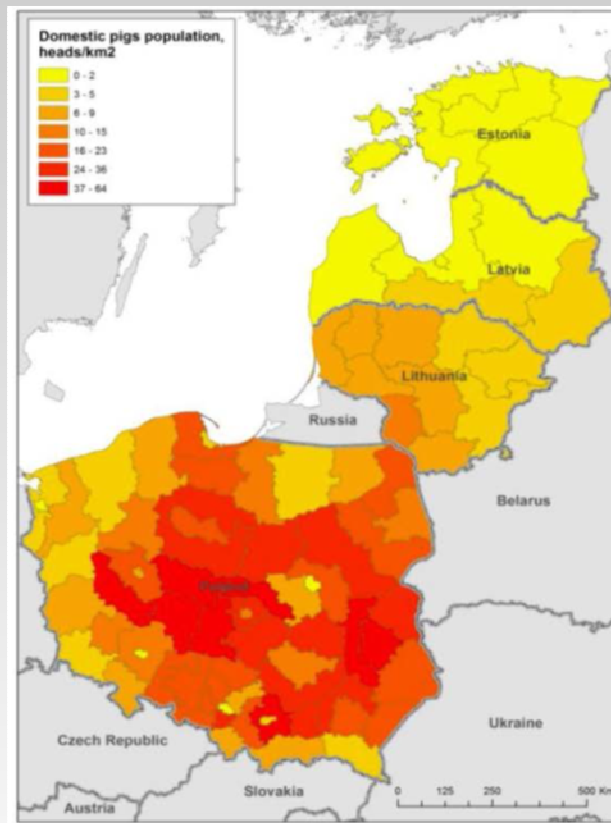 Domestic pigs population,
heads/km2
0 - 2
3 - 5
6 - 9
10 - 15
16 - 23
24 - 36
37 - 64
Estonia
Latvia
Lithuania
Russia
Belarus
Poland
Ukraine
Czech Republic
Slovakia
Austria
0 125 250 500 Km